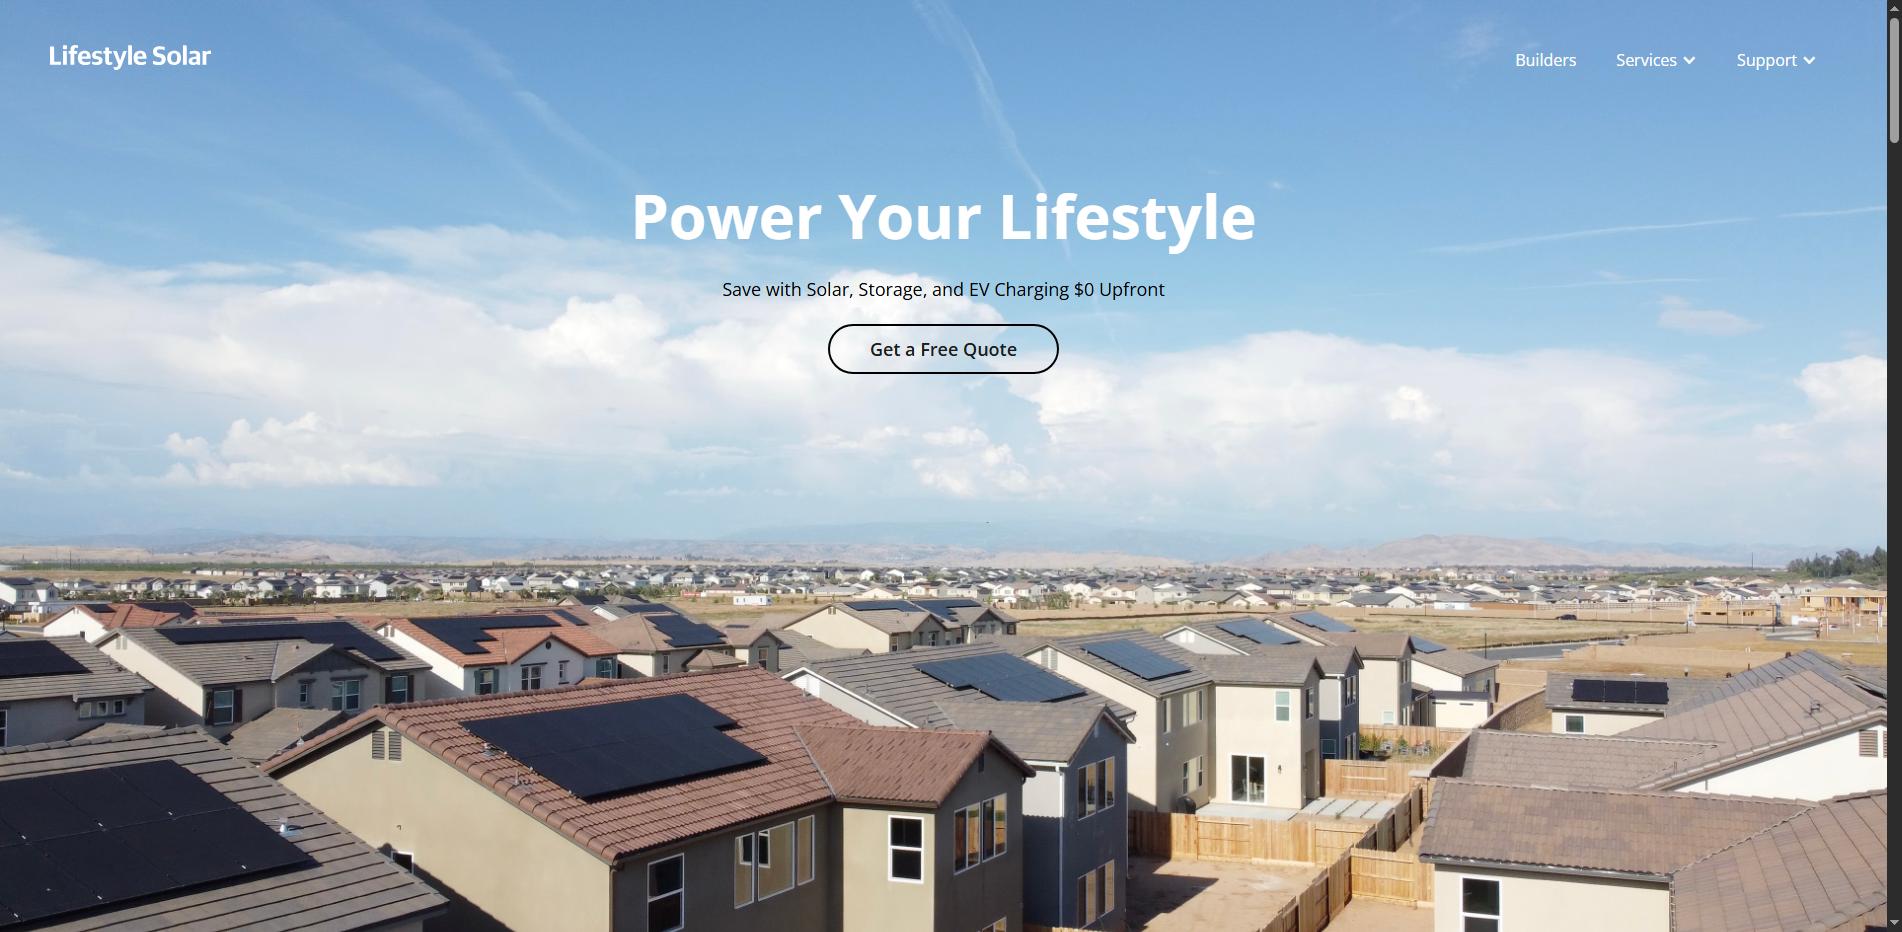 Lifestyle Solar
Builders
Services
Support
Power Your Lifestyle
Save with Solar, Storage, and EV Charging $0 Upfront
Get a Free Quote